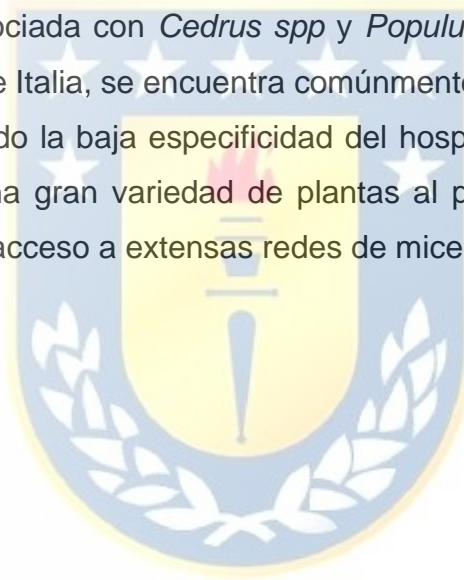 ociada con Cedrus spp y Populu
e Italia, se encuentra comúnmente
do la baja especificidad del hosp
na gran variedad de plantas al p
acceso a extensas redes de mice